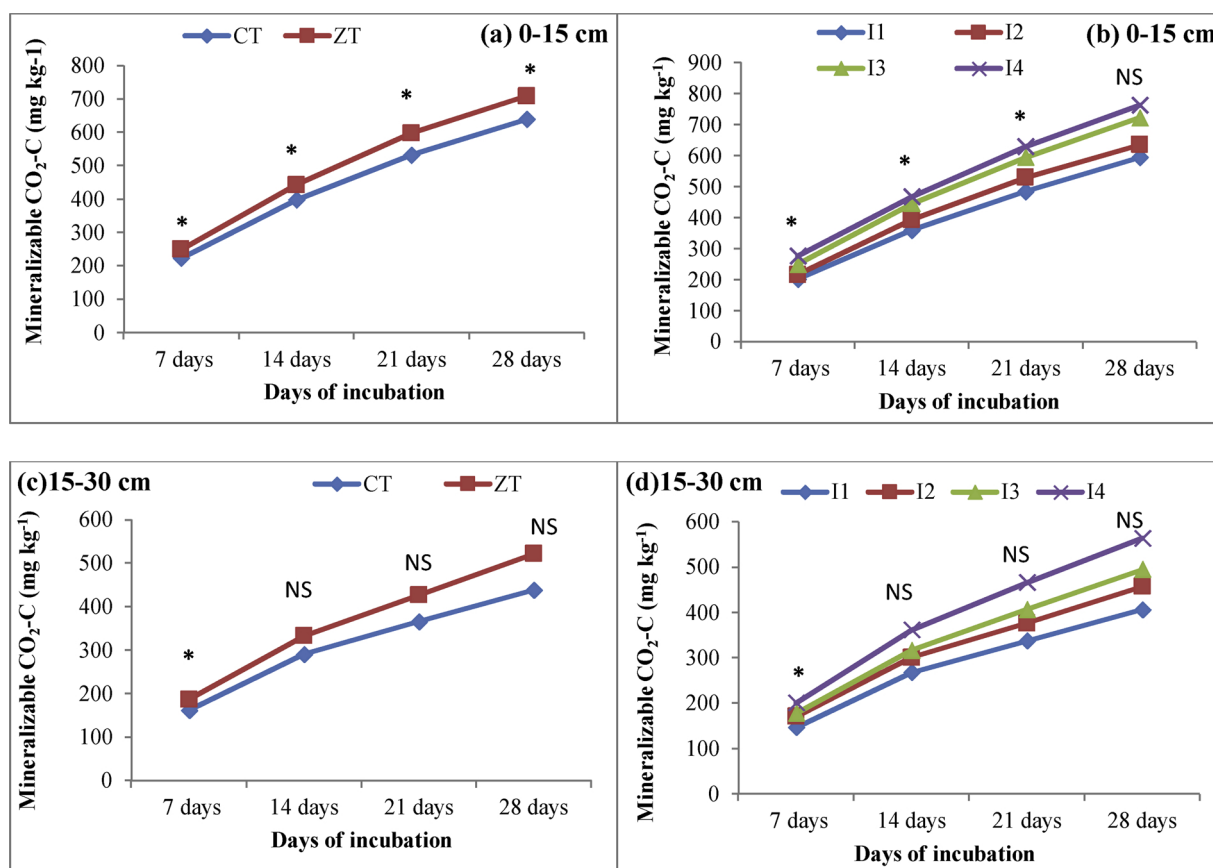 CT ZT (a) 0-15 cm
Mineralizable CO₂-C (mg kg-1)
800
700
600
500
400
300
200
100
0
* * * *
7 days 14 days 21 days 28 days
Days of incubation
I1 I2 (b) 0-15 cm
I3 I4
Mineralizable CO₂-C (mg kg⁻¹)
900
800
700
600
500
400
300
200
100
0
* * * NS
7 days 14 days 21 days 28 days
Days of incubation
(c)15-30 cm CT ZT
Mineralizable CO₂-C (mg kg⁻¹)
600
500
400
300
200
100
0
* NS NS NS
7 days 14 days 21 days 28 days
Days of incubation
(d)15-30 cm I1 I2 I3 I4
Mineralizable CO₂-C (mg kg⁻¹)
600
500
400
300
200
100
0
* NS NS NS
7 days 14 days 21 days 28 days
Days of incubation